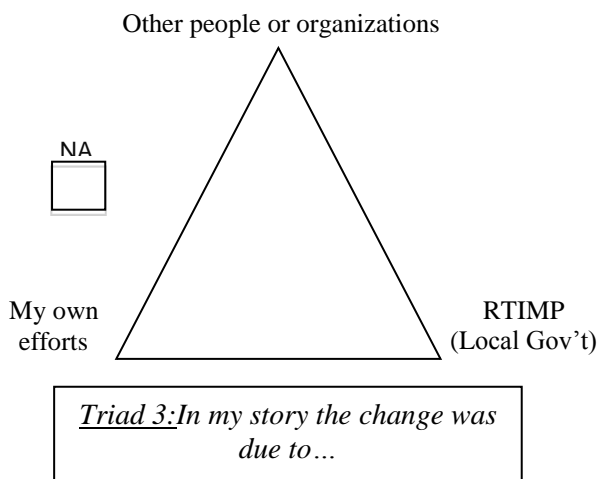 Other people or organizations
NA
My own
efforts
RTIMP
(Local Gov't)
Triad 3:In my story the change was
due to…